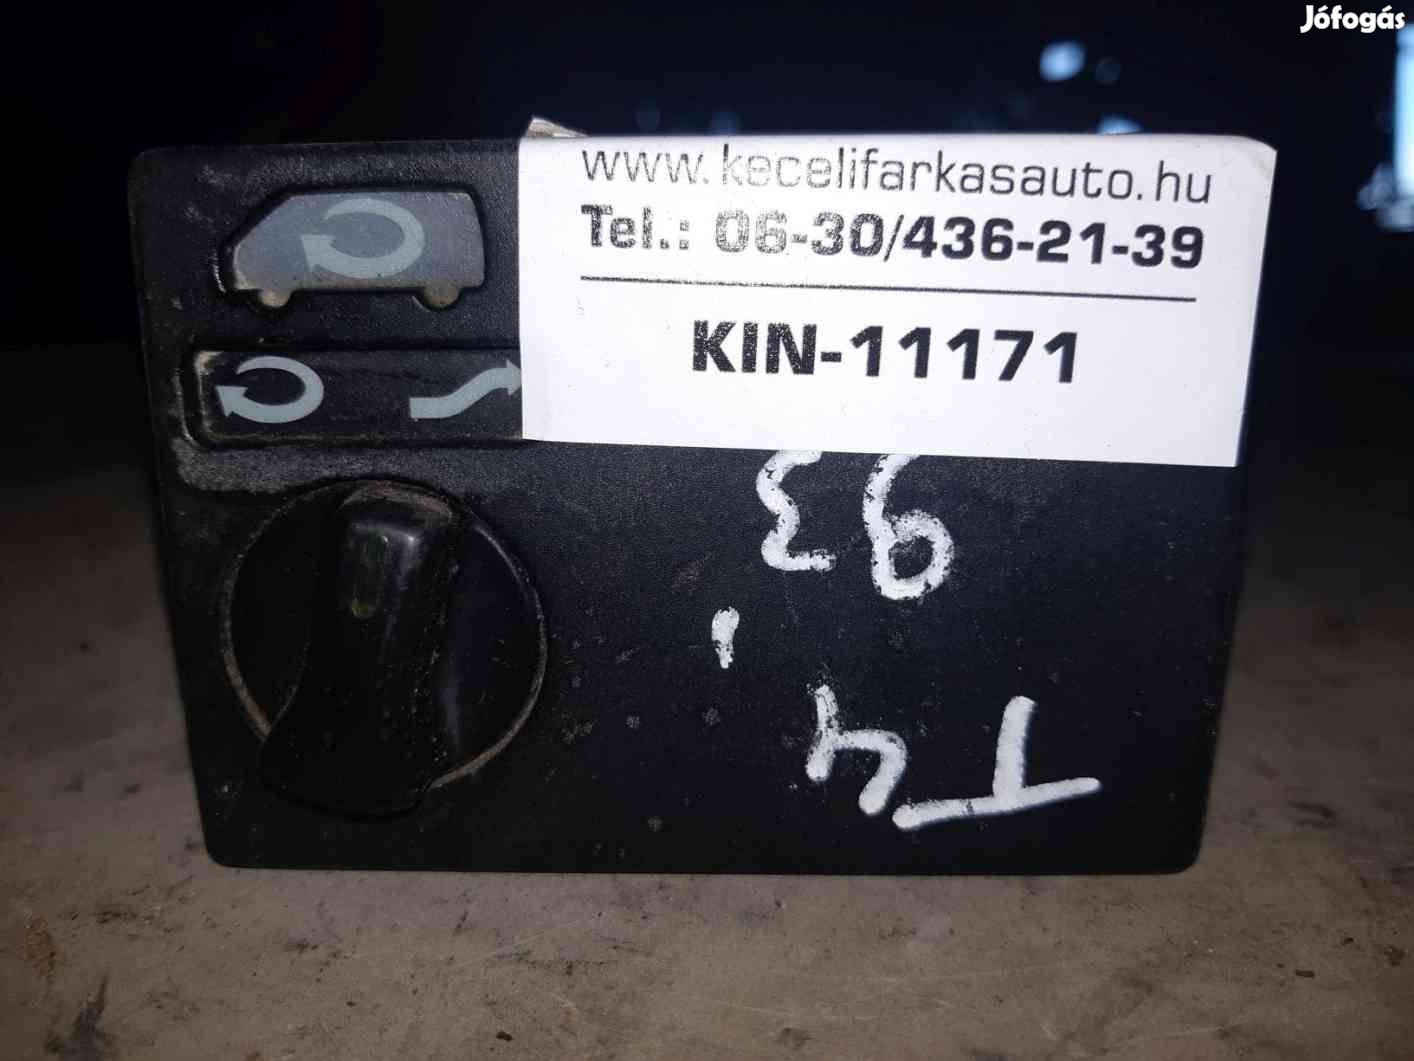 Jófogás
www.kecelifarkasauto.hu
Tel.: 06-30/436-21-39
KIN-11171
T4
'93